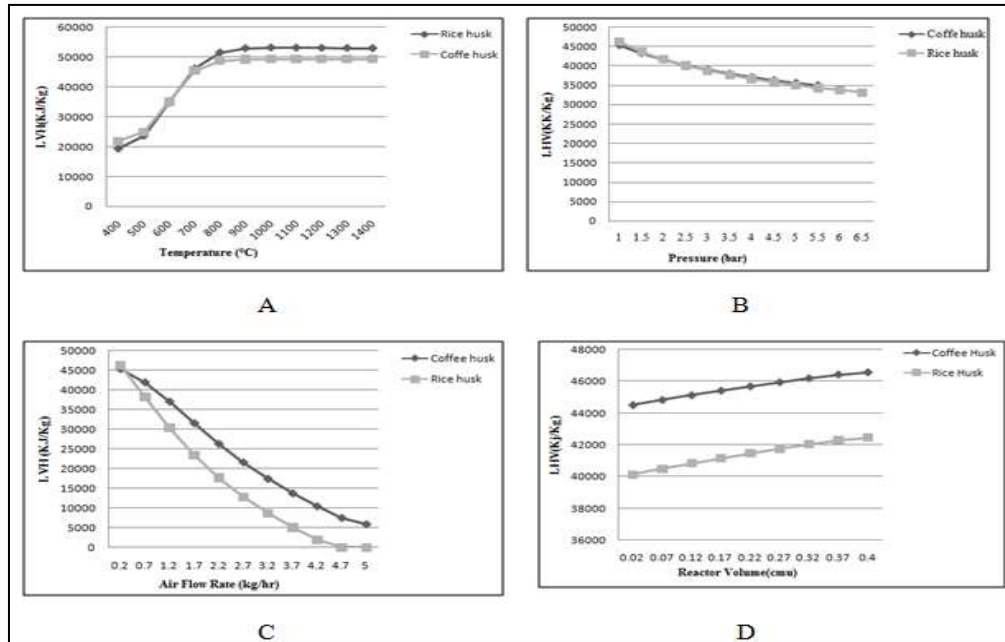 60000
50000
40000
30000
20000
10000
0
LVH(KJ/Kg)
400 500 600 700 800 900 1000 1100 1200 1300 1400
Temperature (°C)
Rice husk
Coffe husk
A
50000
45000
40000
35000
30000
25000
20000
15000
10000
5000
0
LHV(KK/Kg)
1 1.5 2 2.5 3 3.5 4 4.5 5 5.5 6 6.5
Pressure (bar)
Coffe husk
Rice husk
B
50000
45000
40000
35000
30000
25000
20000
15000
10000
5000
0
LVH(KJ/Kg)
0.2 0.7 1.2 1.7 2.2 2.7 3.2 3.7 4.2 4.7 5
Air Flow Rate (kg/hr)
Coffee husk
Rice husk
C
48000
46000
44000
42000
40000
38000
36000
LHV(Kj/Kg)
0.02 0.07 0.12 0.17 0.22 0.27 0.32 0.37 0.4
Reactor Volume(cmu)
Coffee Husk
Rice Husk
D